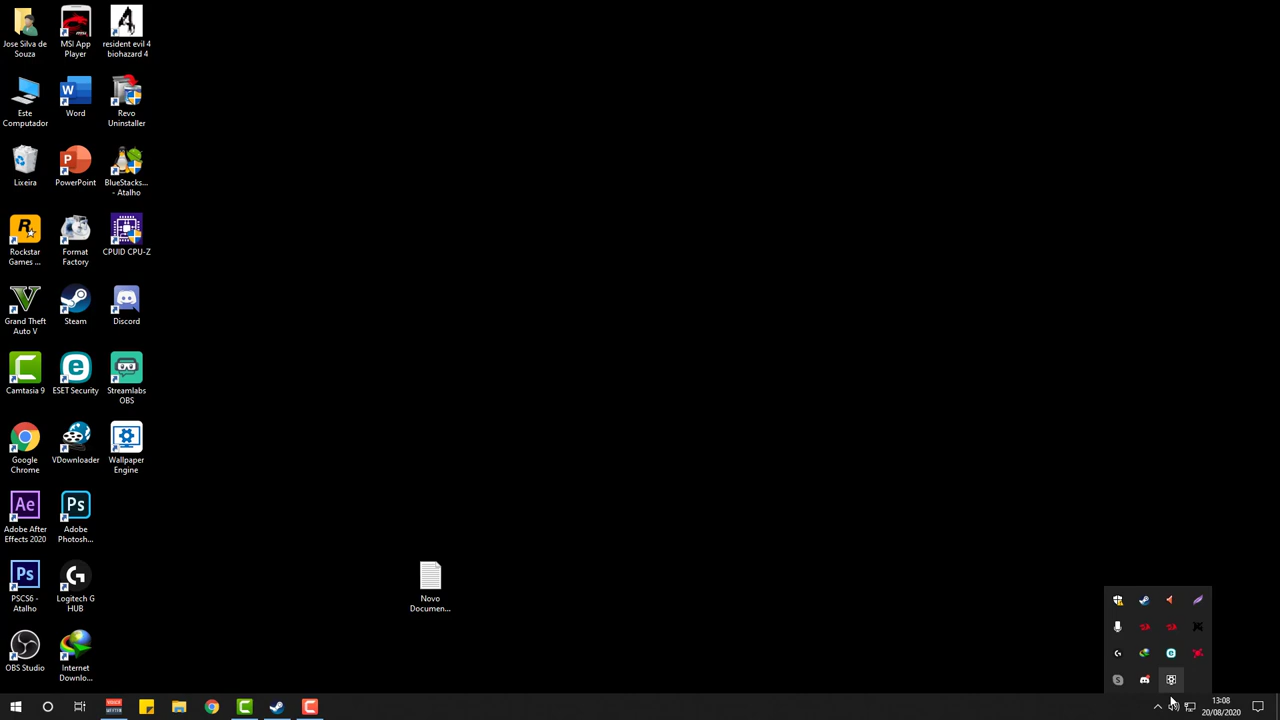 Jose Silva de
Souza
MSI App
Player
resident evil 4
biohazard 4
Este
Computador
Word
Revo
Uninstaller
Lixeira
PowerPoint
BlueStacks...
- Atalho
Rockstar
Games ...
Format
Factory
CPUID CPU-Z
Grand Theft
Auto V
Steam
Discord
Camtasia 9
ESET Security
Streamlabs
OBS
Google
Chrome
VDownloader
Wallpaper
Engine
Adobe After
Effects 2020
Adobe
Photosh...
PSCS6 -
Atalho
Logitech G
HUB
Novo
Documen...
OBS Studio
Internet
Downlo...
13:08
20/08/2020